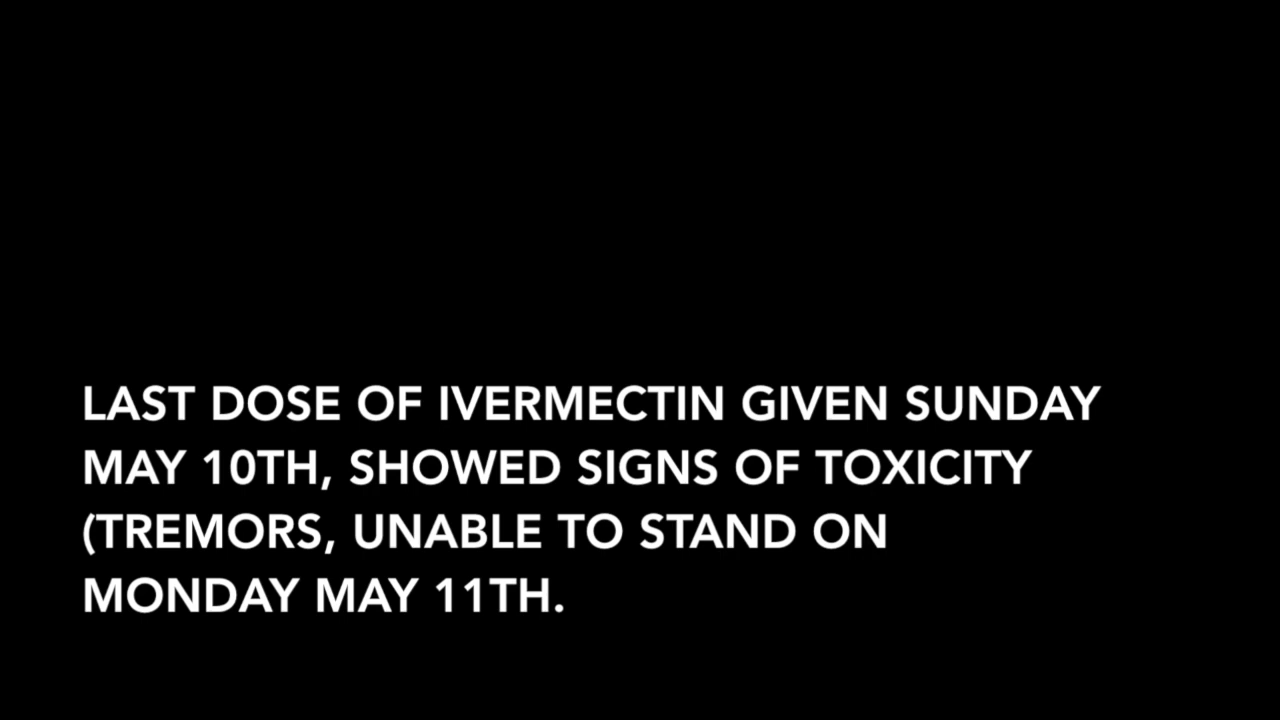 LAST DOSE OF IVERMECTIN GIVEN SUNDAY
MAY 10TH, SHOWED SIGNS OF TOXICITY
(TREMORS, UNABLE TO STAND ON
MONDAY MAY 11TH.